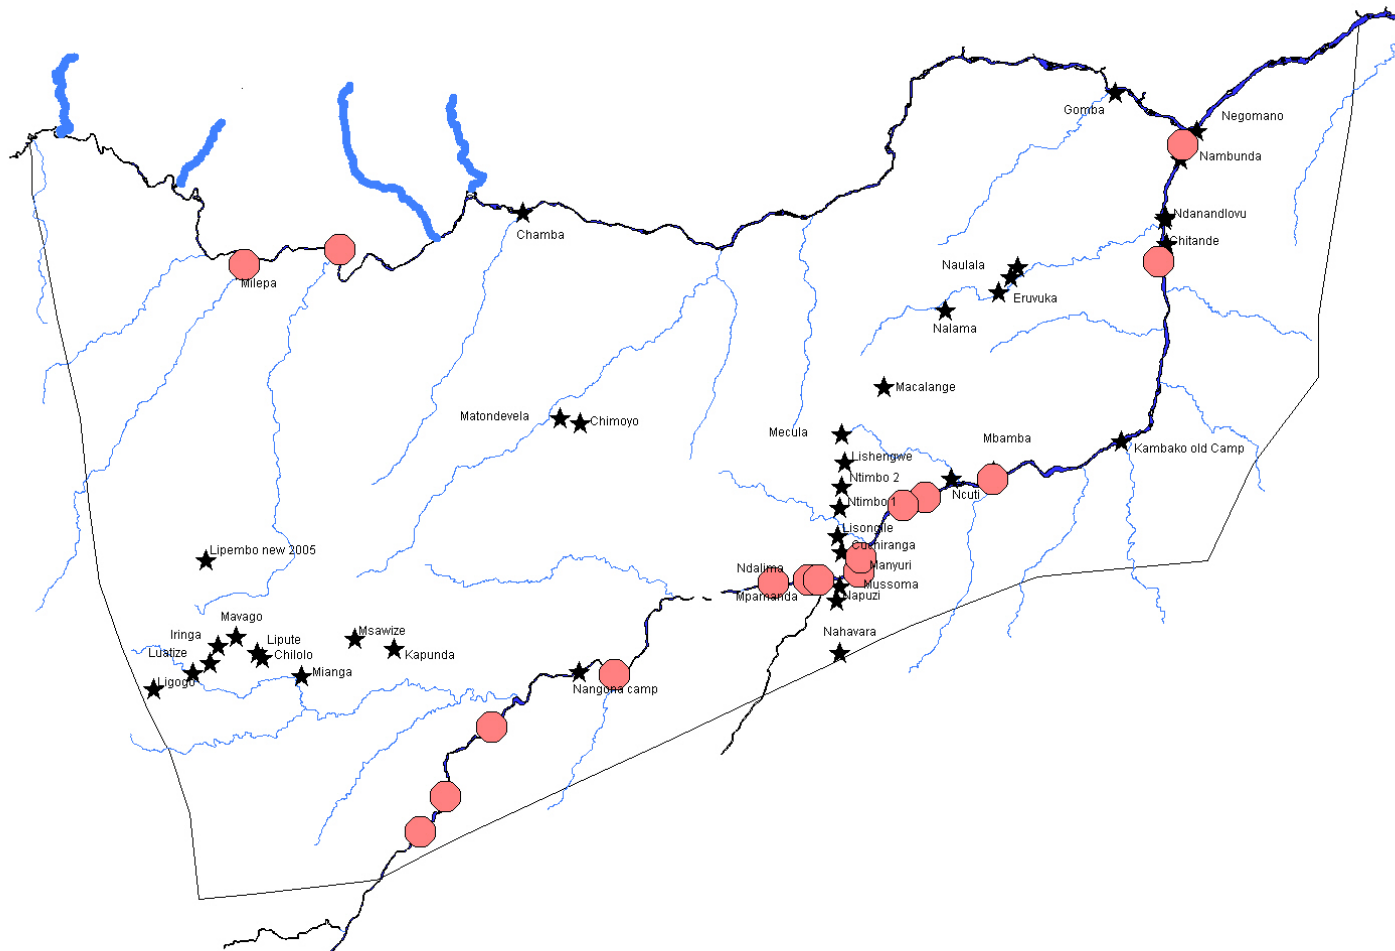 Gomba
Negomano
Nambunda
Ndanandlovu
Chamba
Chitande
Naulala
Milepa
Eruvuka
Nalama
Macalange
Matondevela
Chimoyo
Mecula
Mbamba
Kambako old Camp
Lishengwe
Ntimbo 2
Ncuti
Ntimbo 1
Lisongile
Cuchiranga
Lipembo new 2005
Ndalima
Manyuri
Mussoma
Mpamanda
Napuzi
Mavago
Nahavara
Iringa
Msawize
Lipute
Luatize
Chilolo
Kapunda
Mianga
Ligogo
Nangona camp